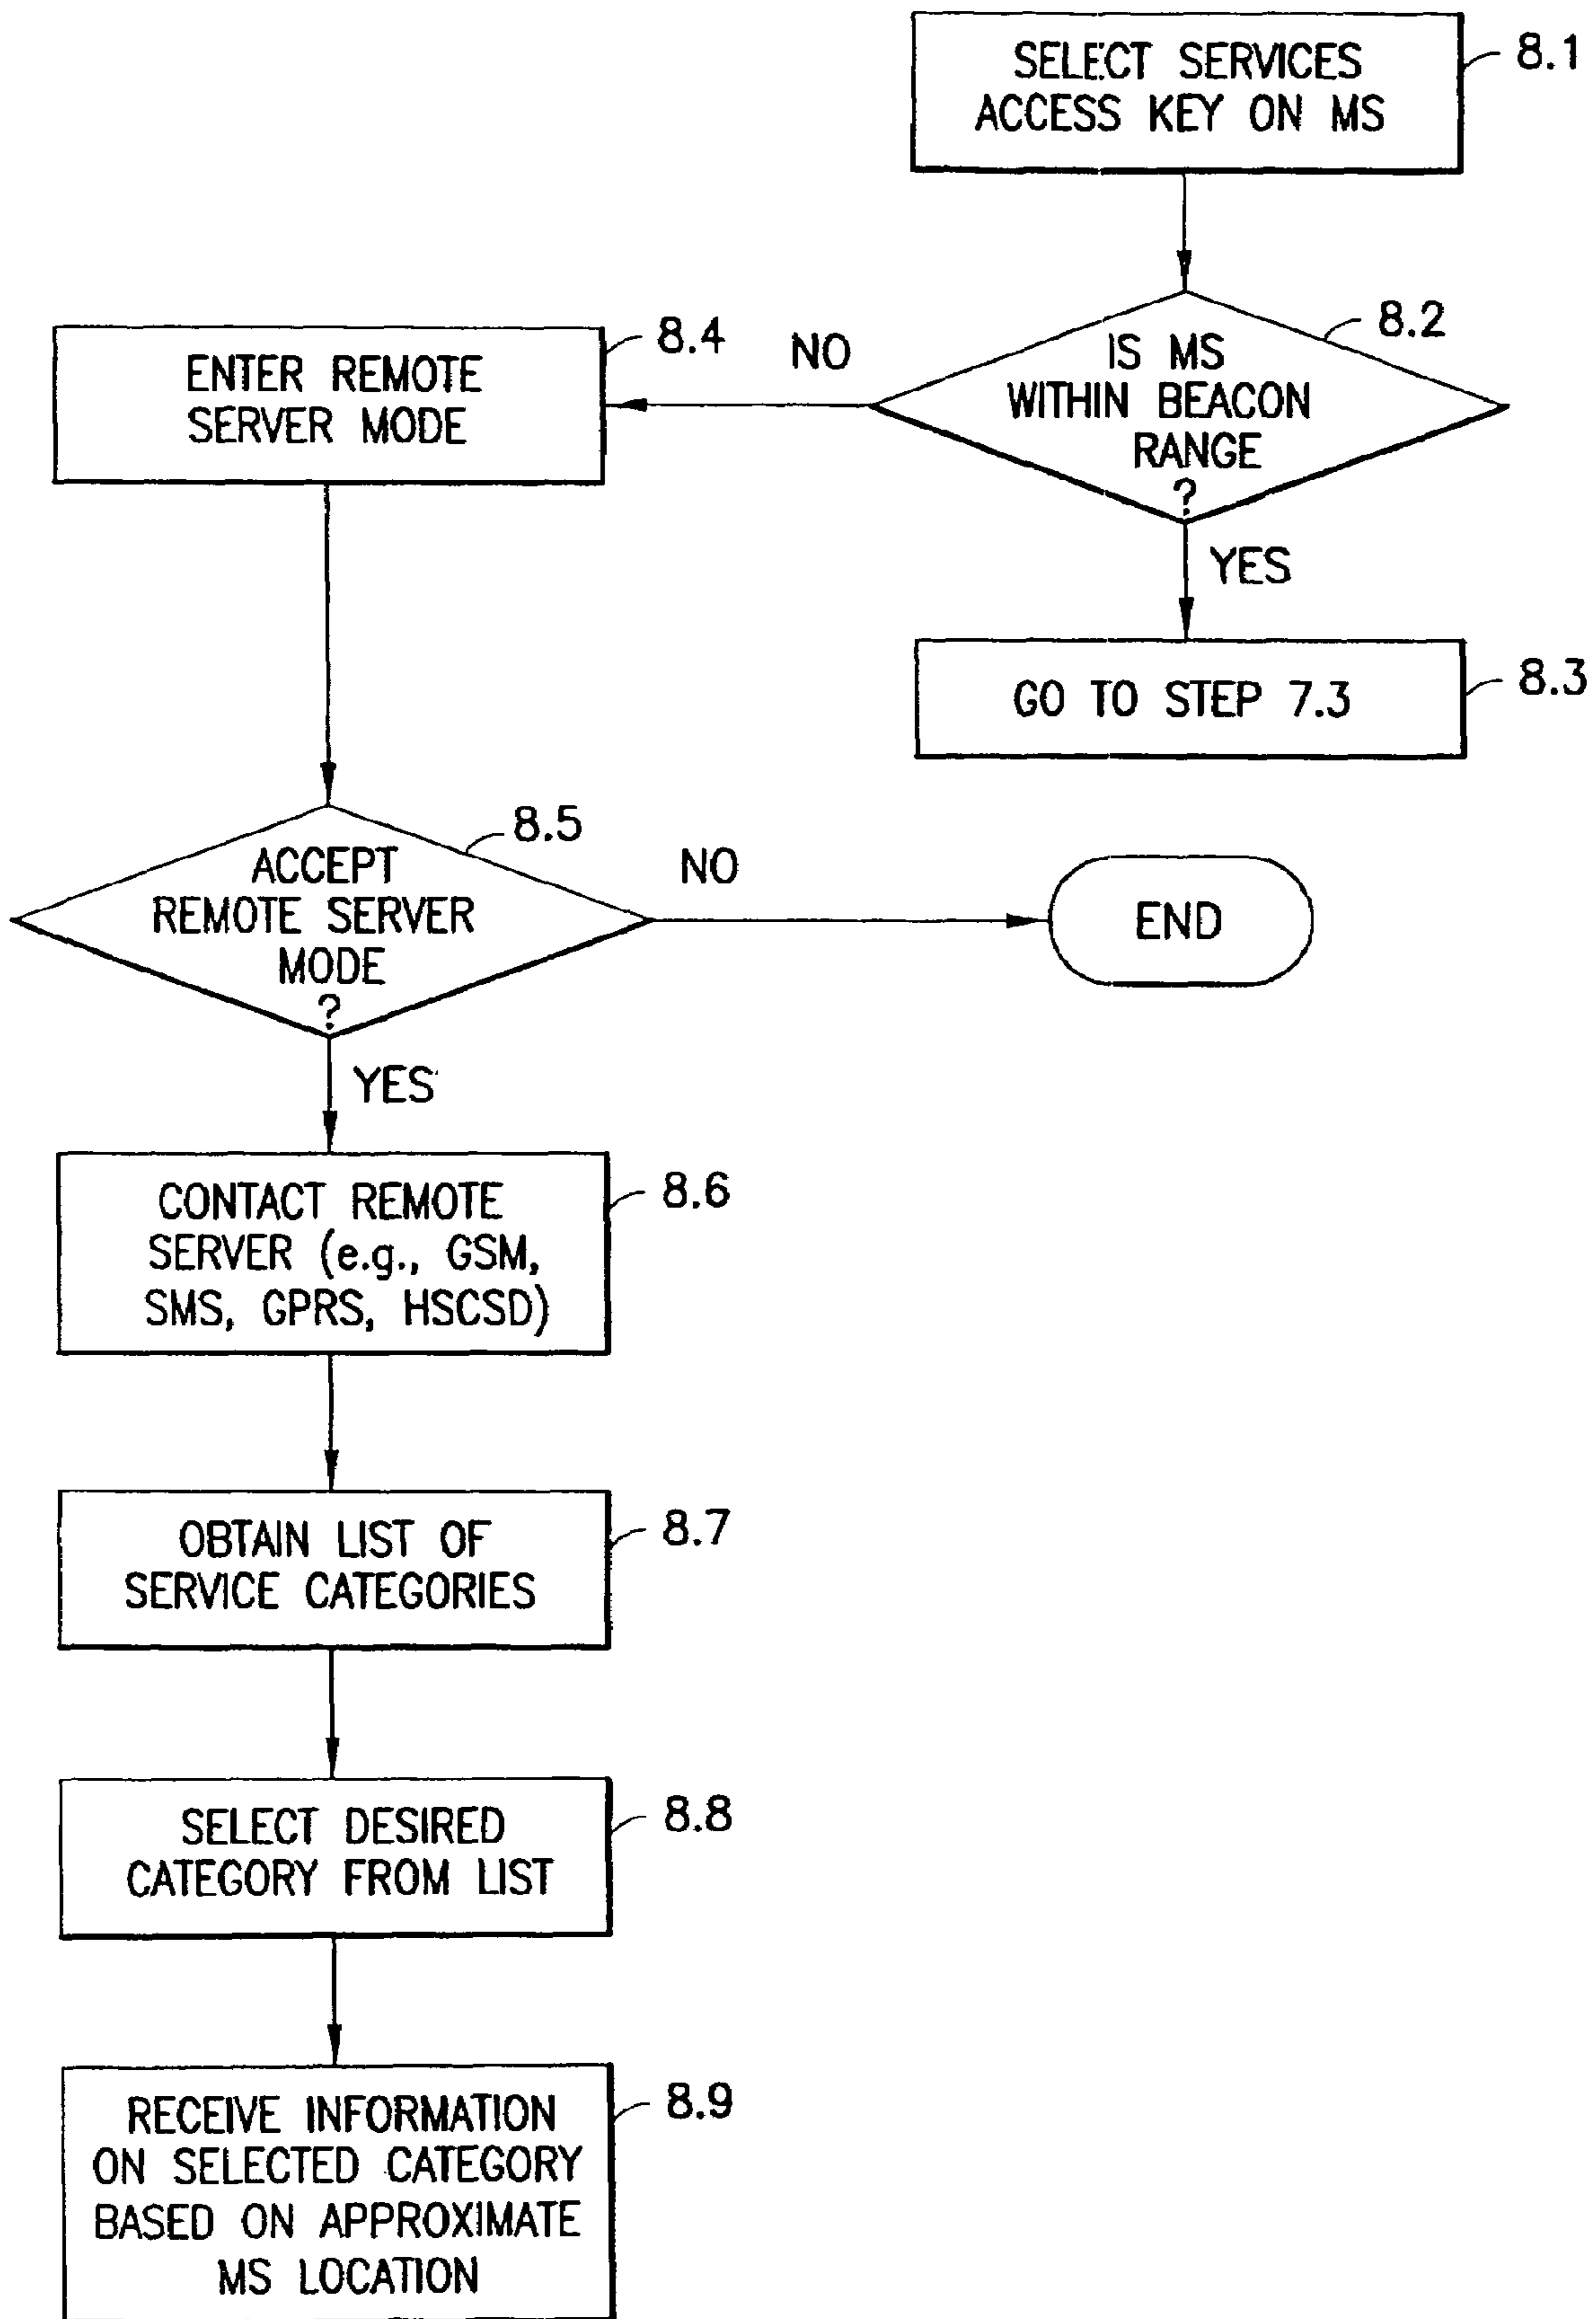 SELECT SERVICES
ACCESS KEY ON MS
8.1
IS MS
WITHIN BEACON
RANGE
?
8.2
NO
YES
ENTER REMOTE
SERVER MODE
8.4
GO TO STEP 7.3
8.3
ACCEPT
REMOTE SERVER
MODE
?
8.5
NO
END
YES
CONTACT REMOTE
SERVER (e.g., GSM,
SMS, GPRS, HSCSD)
8.6
OBTAIN LIST OF
SERVICE CATEGORIES
8.7
SELECT DESIRED
CATEGORY FROM LIST
8.8
RECEIVE INFORMATION
ON SELECTED CATEGORY
BASED ON APPROXIMATE
MS LOCATION
8.9